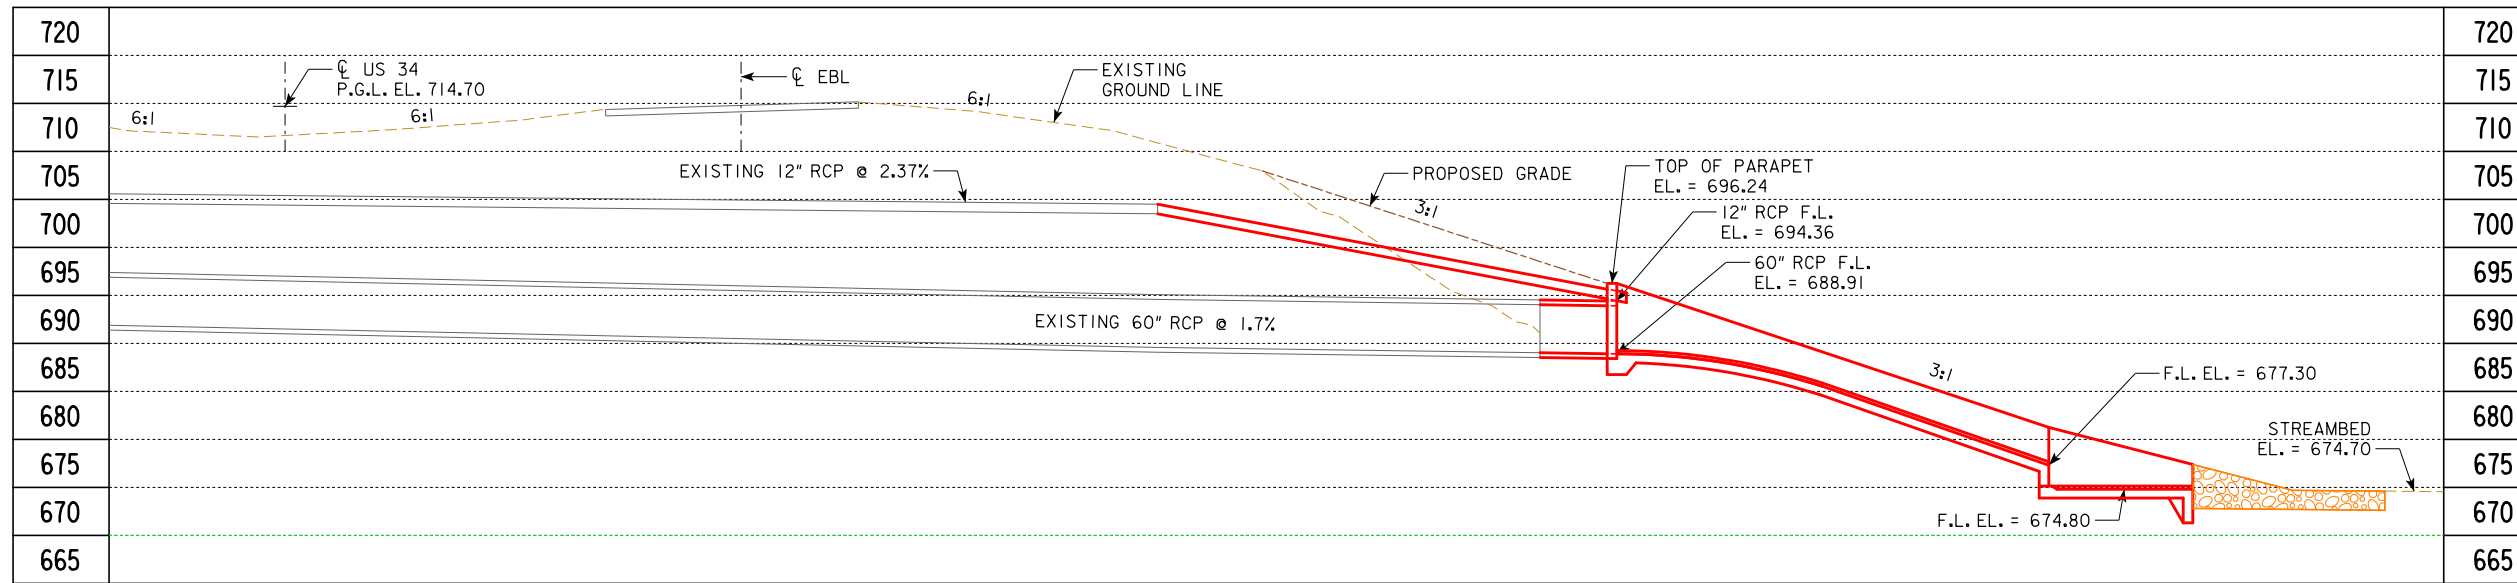 720
720
715
℄ US 34
P.G.L. EL. 714.70
℄ EBL
EXISTING
GROUND LINE
715
710
6:1
6:1
6:1
710
705
EXISTING 12" RCP @ 2.37%
PROPOSED GRADE
TOP OF PARAPET
EL. = 696.24
705
700
3:1
12" RCP F.L.
EL. = 694.36
700
695
60" RCP F.L.
EL. = 688.91
695
690
EXISTING 60" RCP @ 1.7%
690
685
3:1
F.L. EL. = 677.30
685
680
STREAMBED
EL. = 674.70
680
675
675
670
F.L. EL. = 674.80
670
665
665